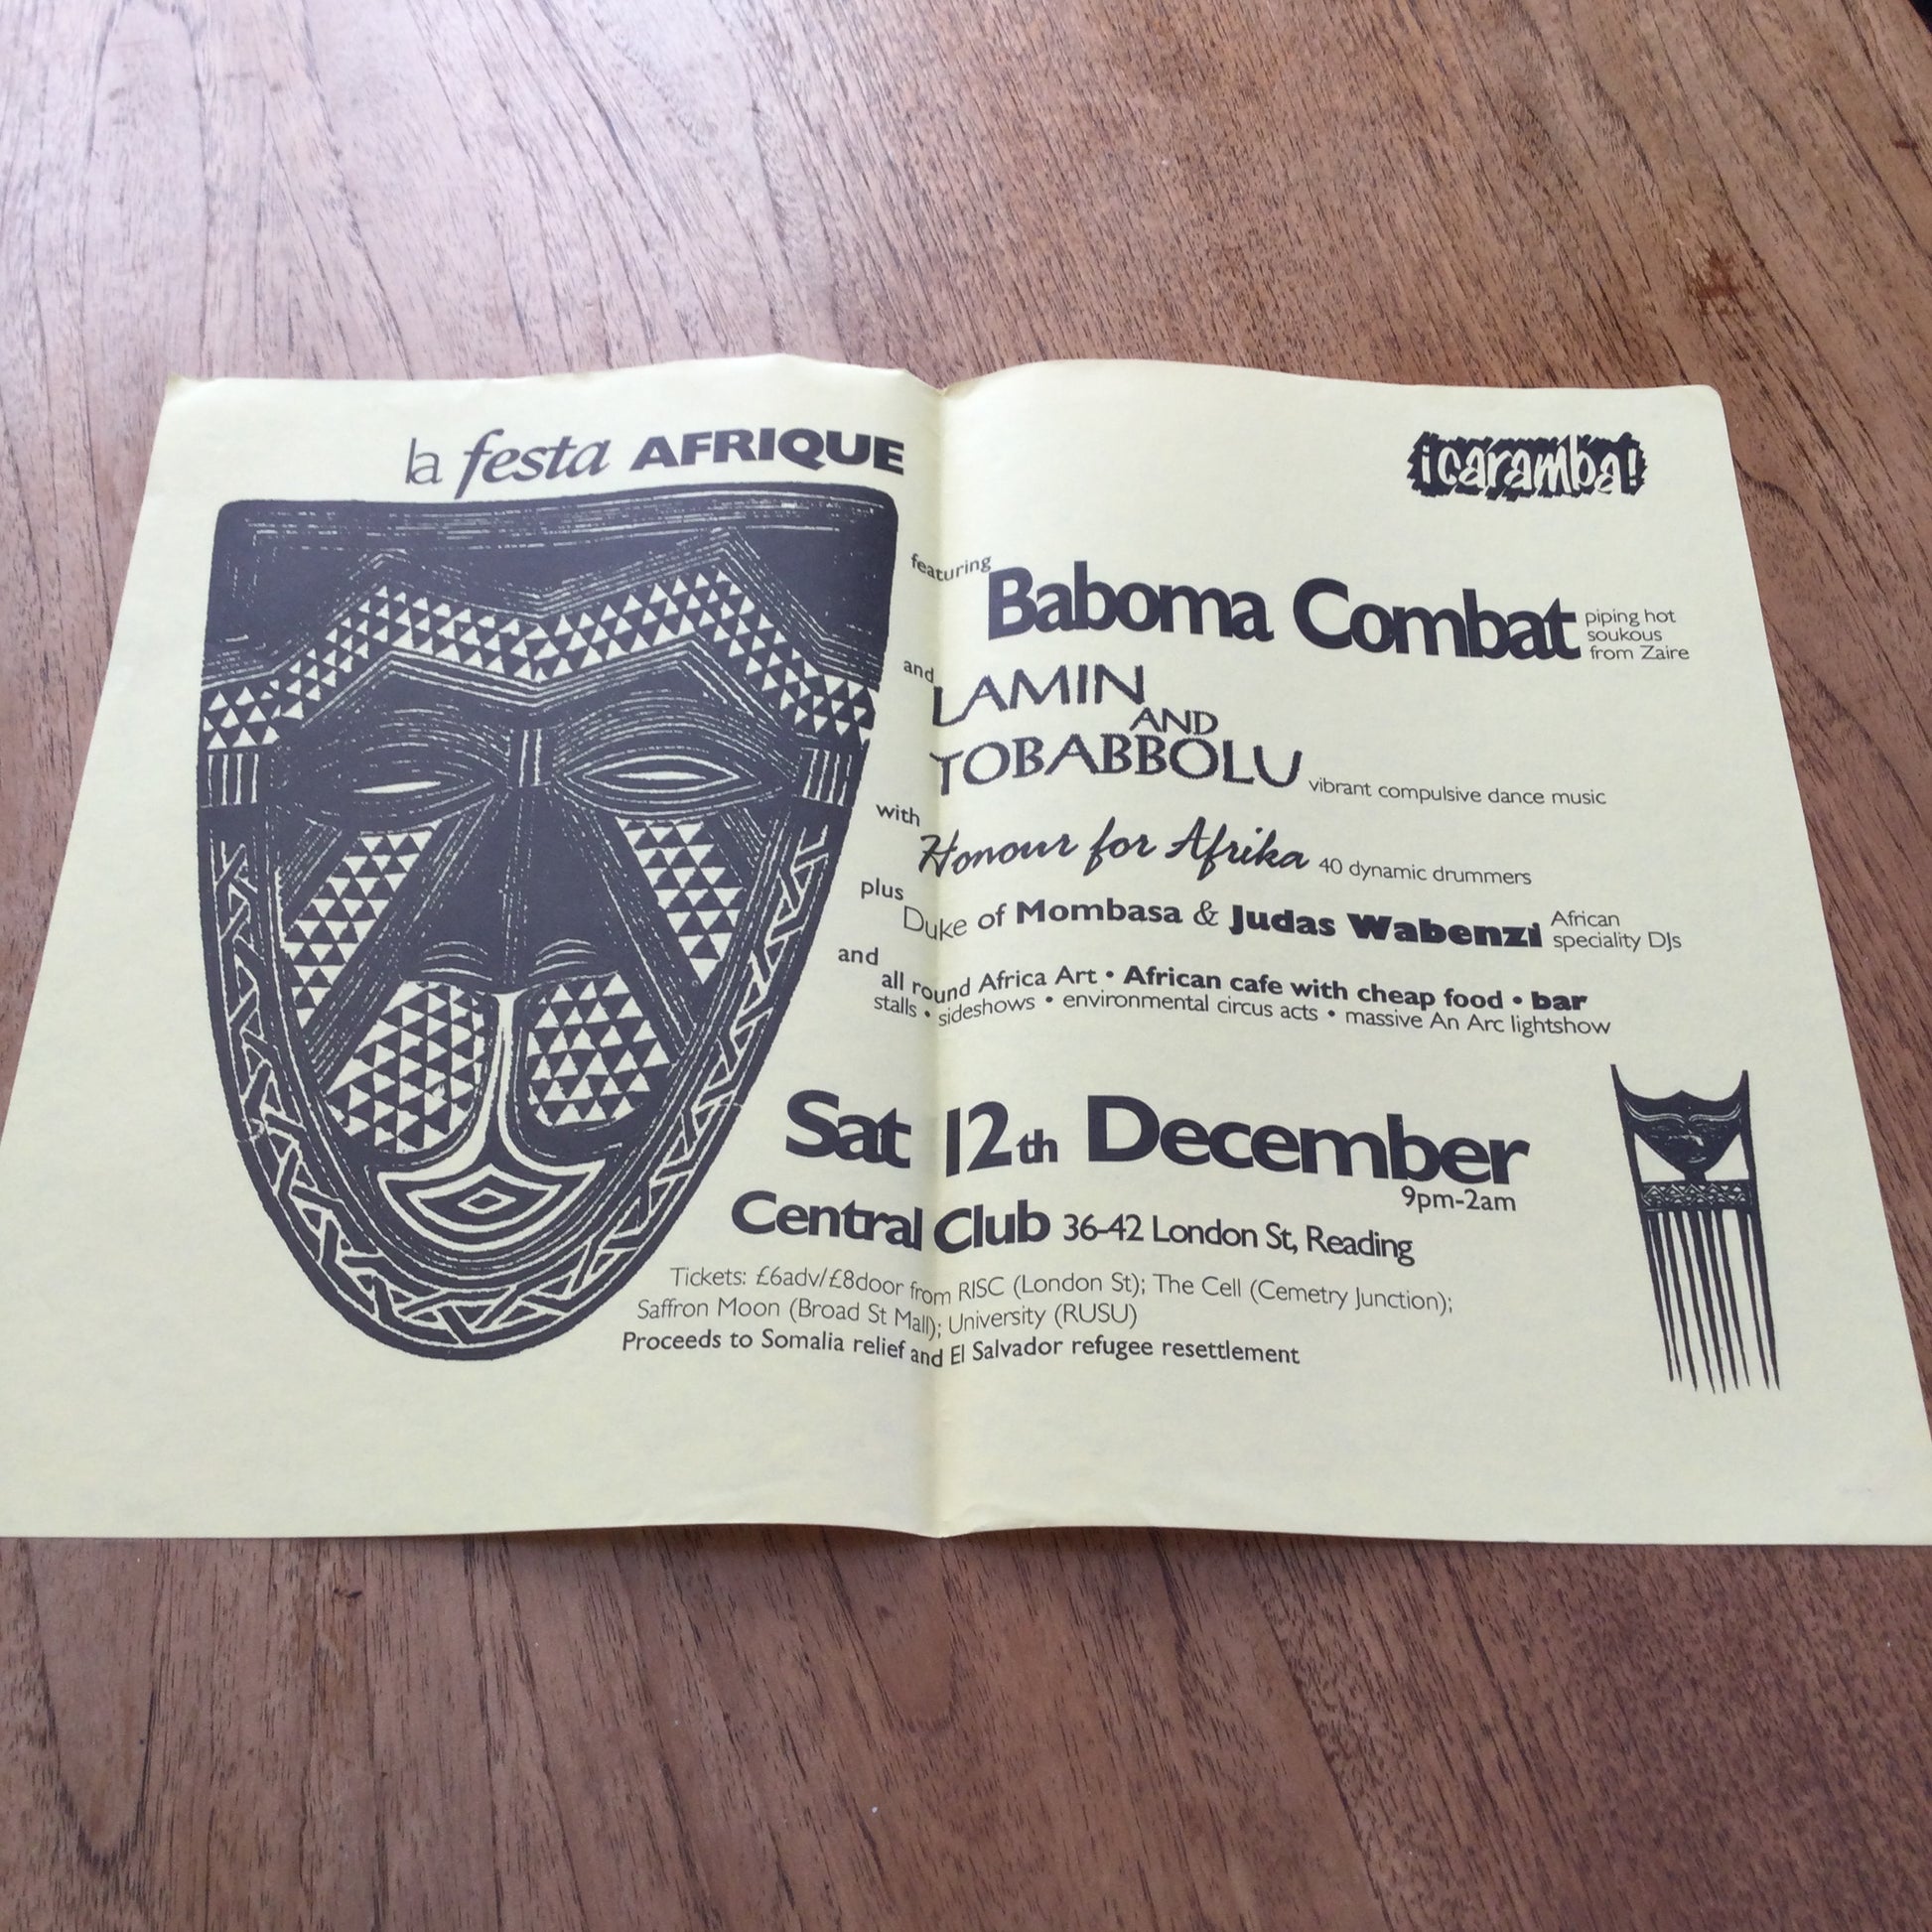 la festa AFRIQUE
¡caramba!
featuring
Baboma Combat
piping hot
soukous
from Zaire
and
LAMIN
AND
TOBABBOLU
vibrant compulsive dance music
with
Honour for Afrika 40 dynamic drummers
plus
Duke of Mombasa & Judas Wabenzi
African
speciality DJs
and
all round Africa Art • African cafe with cheap food • bar
stalls • sideshows • environmental circus acts • massive An Arc lightshow
Sat 12th December
9pm-2am
Central Club 36-42 London St, Reading
Tickets: £6adv/£8door from RISC (London St); The Cell (Cemetry Junction);
Saffron Moon (Broad St Mall); University (RUSU)
Proceeds to Somalia relief and El Salvador refugee resettlement